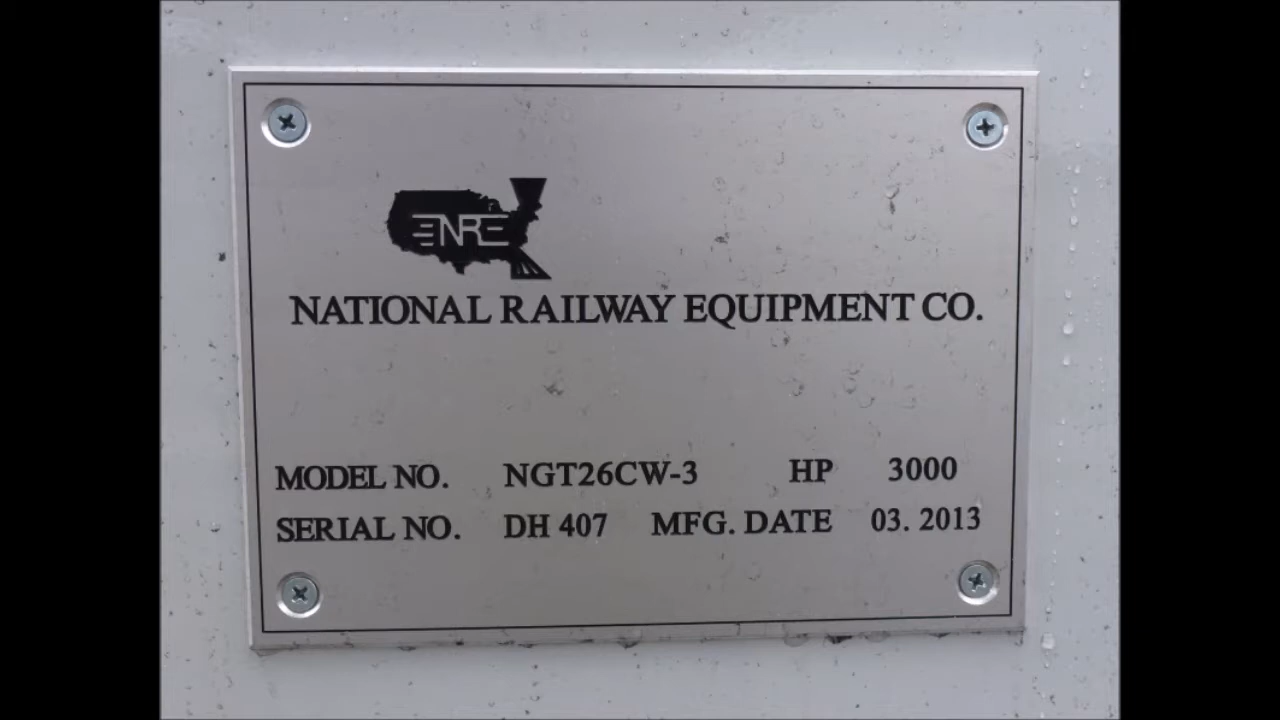 NRE
NATIONAL RAILWAY EQUIPMENT CO.
MODEL NO. NGT26CW-3 HP 3000
SERIAL NO. DH 407 MFG. DATE 03. 2013